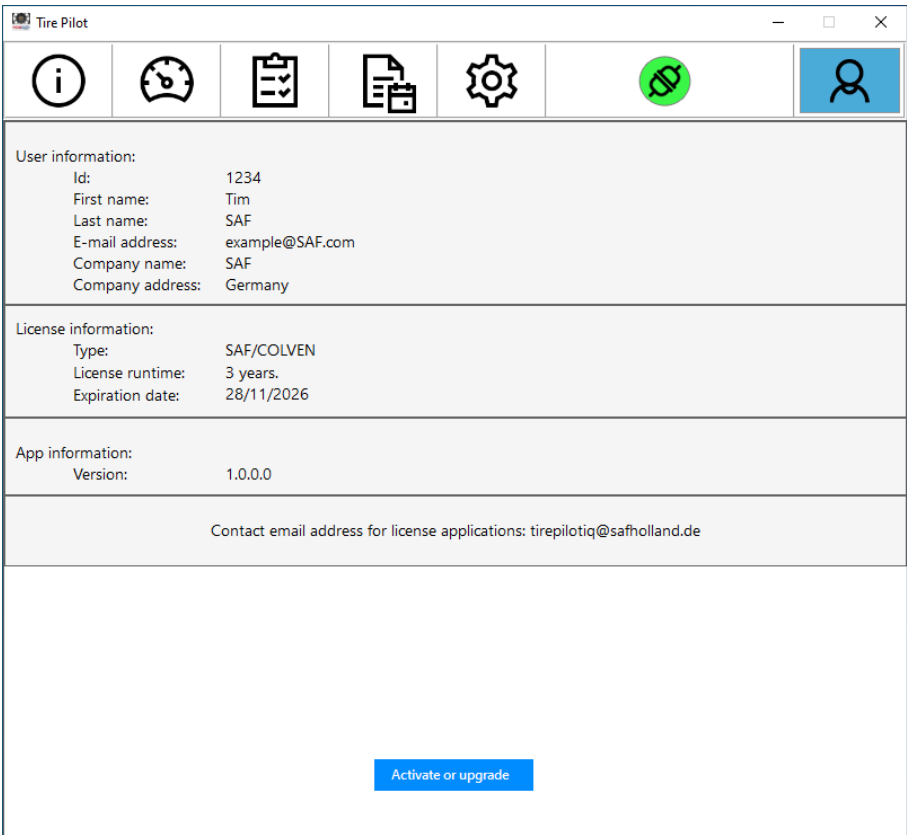 Tire Pilot
User information:
Id: 1234
First name: Tim
Last name: SAF
E-mail address: example@SAF.com
Company name: SAF
Company address: Germany
License information:
Type: SAF/COLVEN
License runtime: 3 years.
Expiration date: 28/11/2026
App information:
Version: 1.0.0.0
Contact email address for license applications: tirepilotiq@safholland.de
Activate or upgrade